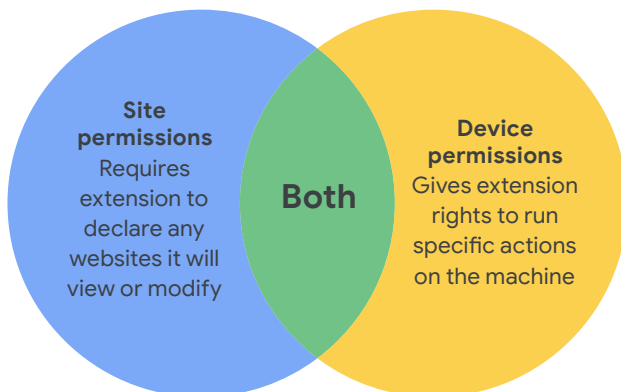 Site
permissions
Requires
extension to
declare any
websites it will
view or modify
Both
Device
permissions
Gives extension
rights to run
specific actions
on the machine